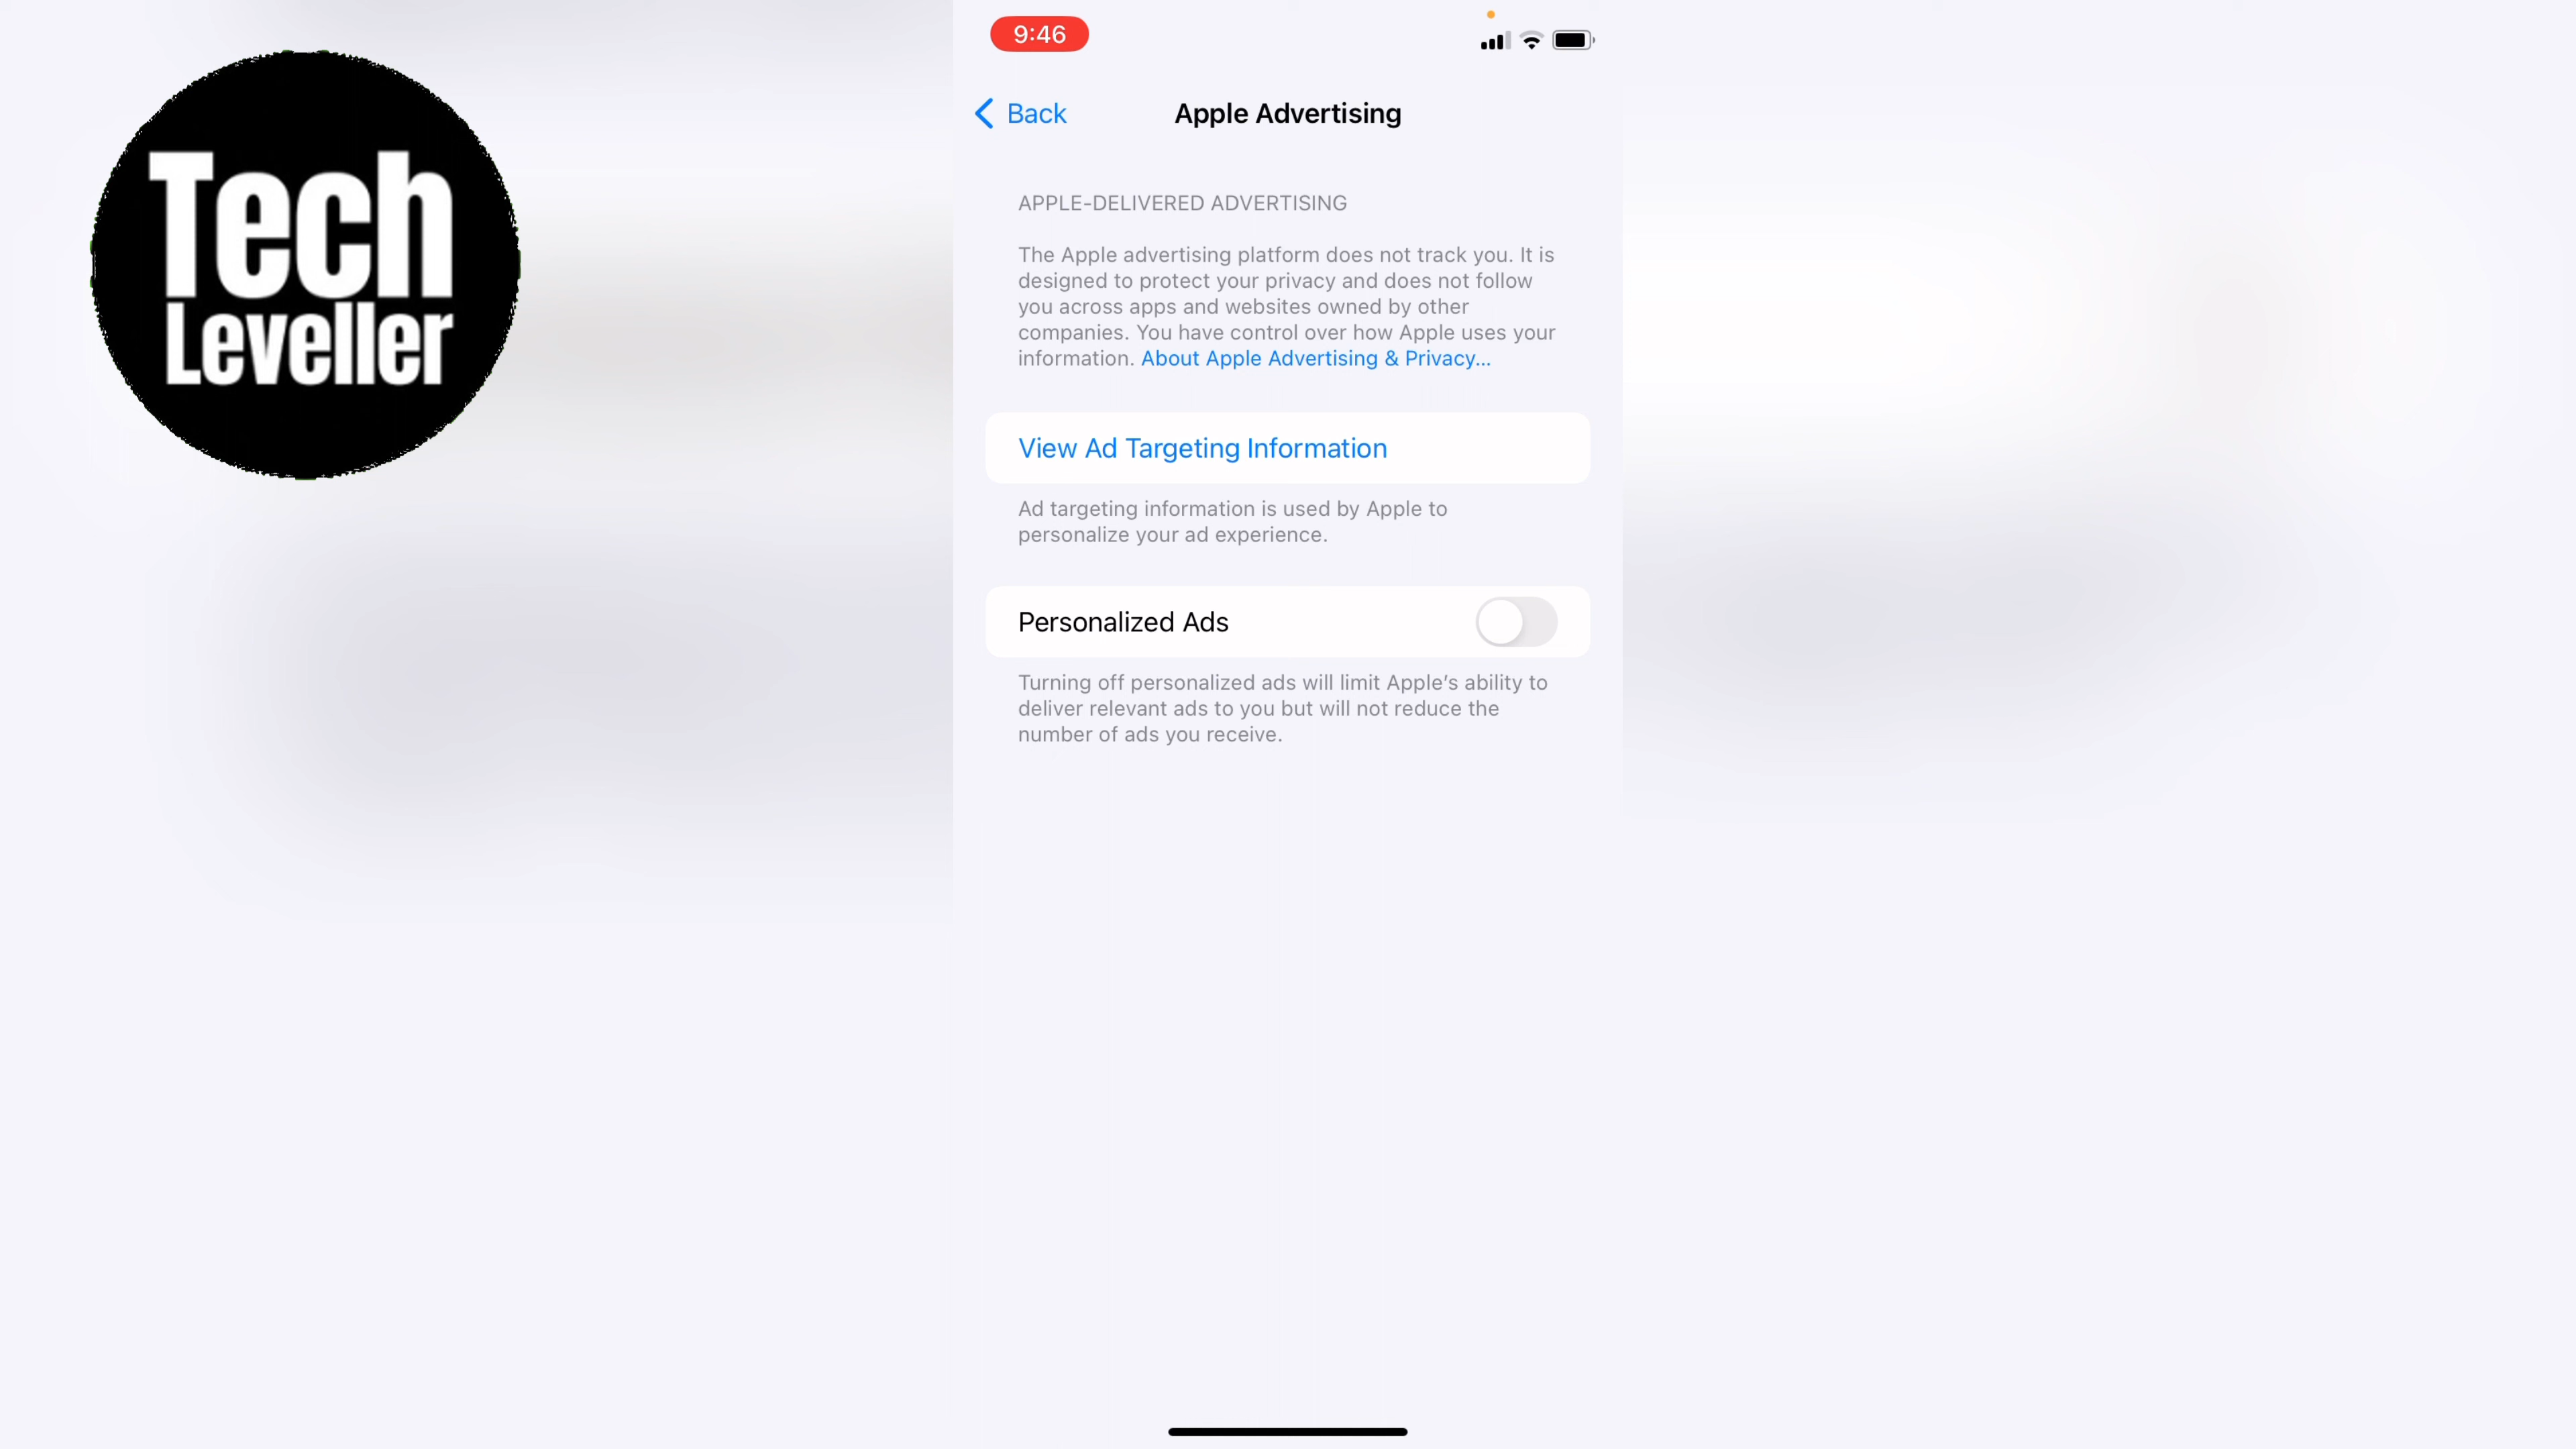 Tech
Leveller
9:46
Back
Apple Advertising
APPLE-DELIVERED ADVERTISING
The Apple advertising platform does not track you. It is
designed to protect your privacy and does not follow
you across apps and websites owned by other
companies. You have control over how Apple uses your
information. About Apple Advertising & Privacy...
View Ad Targeting Information
Ad targeting information is used by Apple to
personalize your ad experience.
Personalized Ads
Turning off personalized ads will limit Apple’s ability to
deliver relevant ads to you but will not reduce the
number of ads you receive.